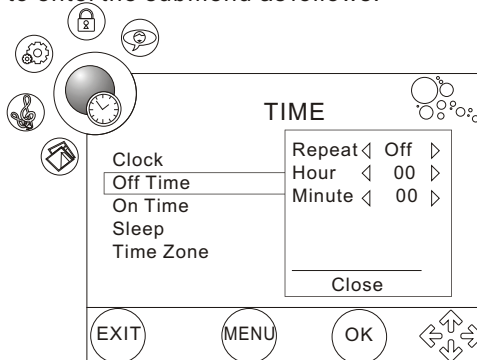 to enter the submenu as follows:
TIME
Clock
Off Time
On Time
Sleep
Time Zone
Repeat Off
Hour 00
Minute 00
Close
EXIT
MENU
OK